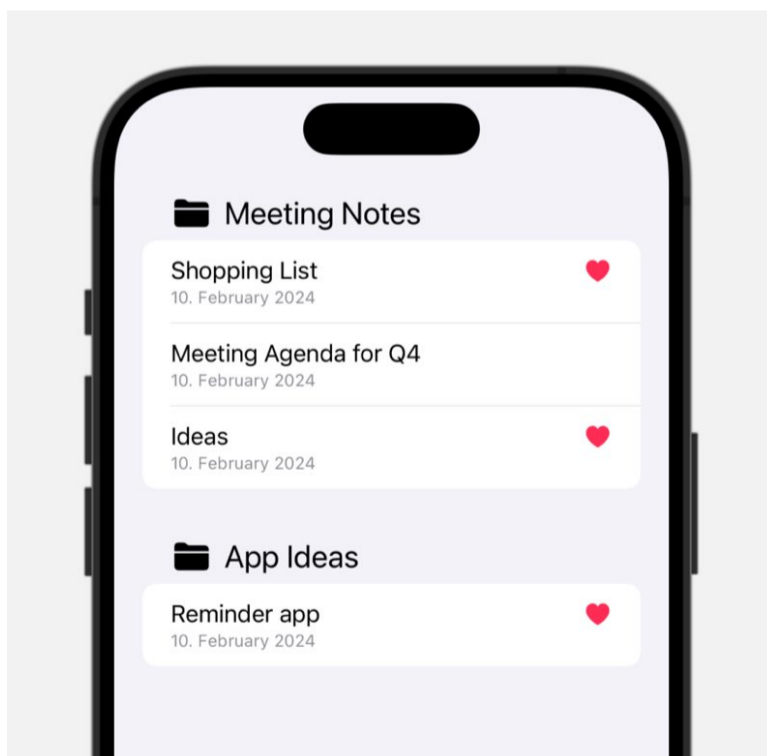 Meeting Notes
Shopping List
10. February 2024
Meeting Agenda for Q4
10. February 2024
Ideas
10. February 2024
App Ideas
Reminder app
10. February 2024